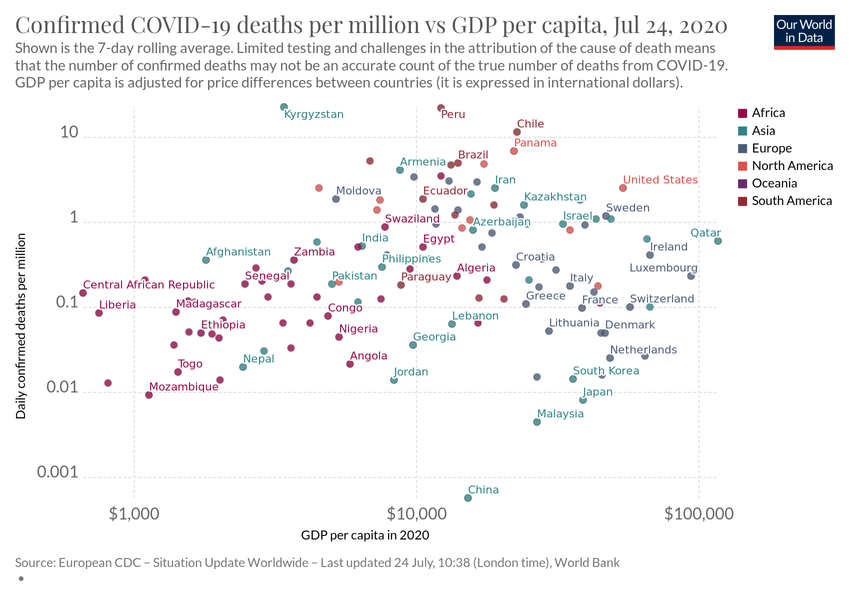 Confirmed COVID-19 deaths per million vs GDP per capita, Jul 24, 2020
Our World
in Data
Shown is the 7-day rolling average. Limited testing and challenges in the attribution of the cause of death means
that the number of confirmed deaths may not be an accurate count of the true number of deaths from COVID-19.
GDP per capita is adjusted for price differences between countries (it is expressed in international dollars).
Kyrgyzstan
Peru
Chile
Panama
Brazil
Armenia
Iran
United States
Moldova
Ecuador
Kazakhstan
Swaziland
Azerbaijan
Israel
Sweden
India
Egypt
Qatar
Afghanistan
Zambia
Philippines
Croatia
Ireland
Senegal
Pakistan
Paraguay
Algeria
Italy
Luxembourg
Central African Republic
Liberia
Madagascar
Congo
Greece
France
Switzerland
Ethiopia
Nigeria
Lebanon
Lithuania
Denmark
Georgia
Togo
Nepal
Angola
Netherlands
Mozambique
Jordan
South Korea
Japan
Malaysia
China
Africa
Asia
Europe
North America
Oceania
South America
Daily confirmed deaths per million
10
1
0.1
0.01
0.001
$1,000
$10,000
$100,000
GDP per capita in 2020
Source: European CDC – Situation Update Worldwide – Last updated 24 July, 10:38 (London time), World Bank
•